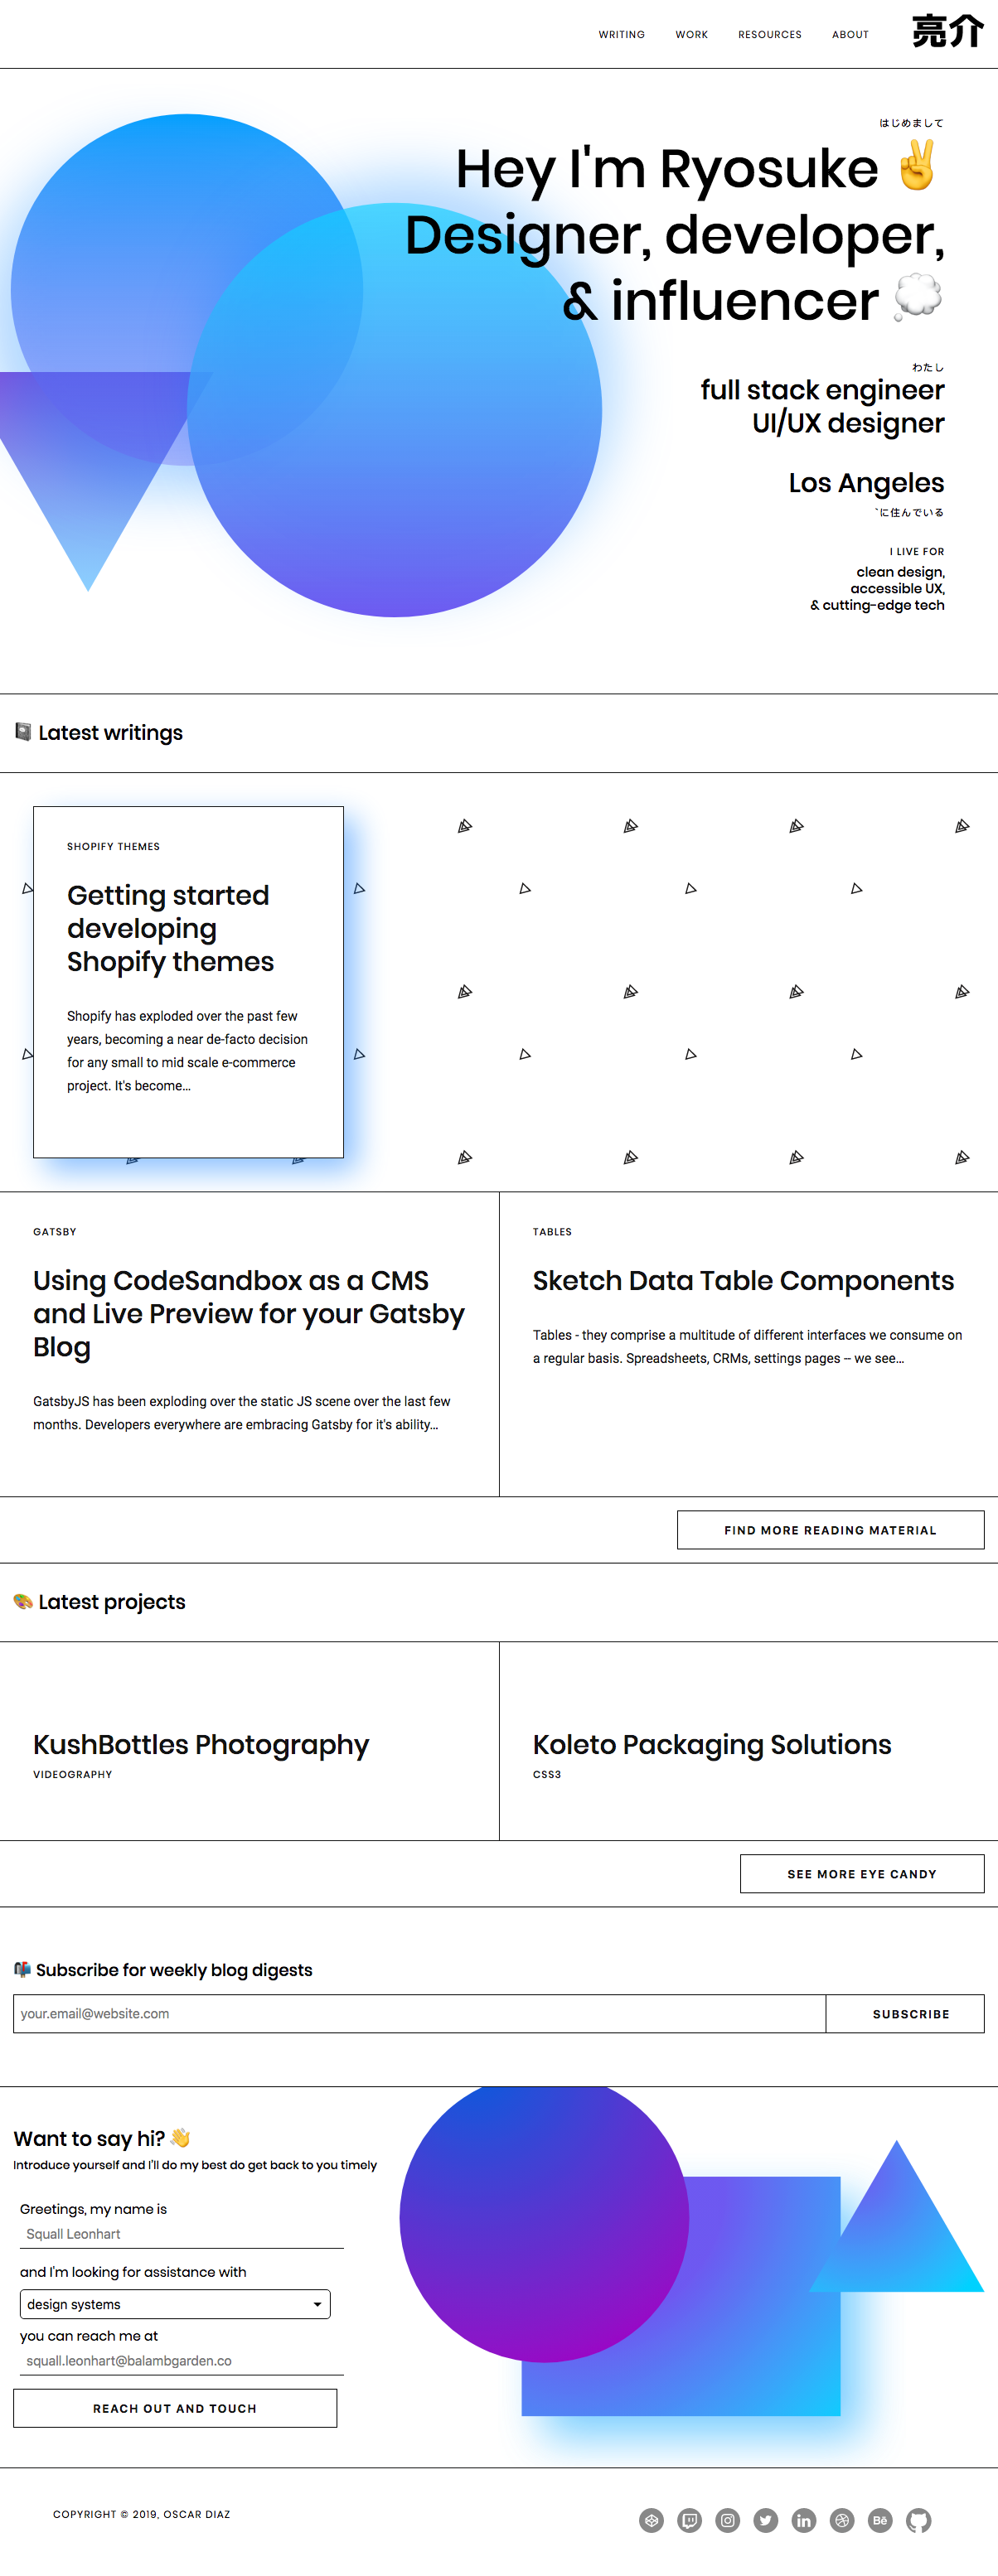 WRITING WORK RESOURCES ABOUT 亮介
はじめまして
Hey I'm Ryosuke ✌️
Designer, developer,
& influencer 💭
わたし
full stack engineer
UI/UX designer
Los Angeles
`に住んでいる
I LIVE FOR
clean design,
accessible UX,
& cutting-edge tech
📓 Latest writings
SHOPIFY THEMES
Getting started
developing
Shopify themes
Shopify has exploded over the past few
years, becoming a near de-facto decision
for any small to mid scale e-commerce
project. It's become...
GATSBY
Using CodeSandbox as a CMS
and Live Preview for your Gatsby
Blog
GatsbyJS has been exploding over the static JS scene over the last few
months. Developers everywhere are embracing Gatsby for it's ability...
TABLES
Sketch Data Table Components
Tables - they comprise a multitude of different interfaces we consume on
a regular basis. Spreadsheets, CRMs, settings pages -- we see...
FIND MORE READING MATERIAL
🎨 Latest projects
KushBottles Photography
VIDEOGRAPHY
Koleto Packaging Solutions
CSS3
SEE MORE EYE CANDY
📬 Subscribe for weekly blog digests
your.email@website.com
SUBSCRIBE
Want to say hi? 👋
Introduce yourself and I'll do my best do get back to you timely
Greetings, my name is
Squall Leonhart
and I'm looking for assistance with
design systems
you can reach me at
squall.leonhart@balambgarden.co
REACH OUT AND TOUCH
COPYRIGHT © 2019, OSCAR DIAZ
in
Bē